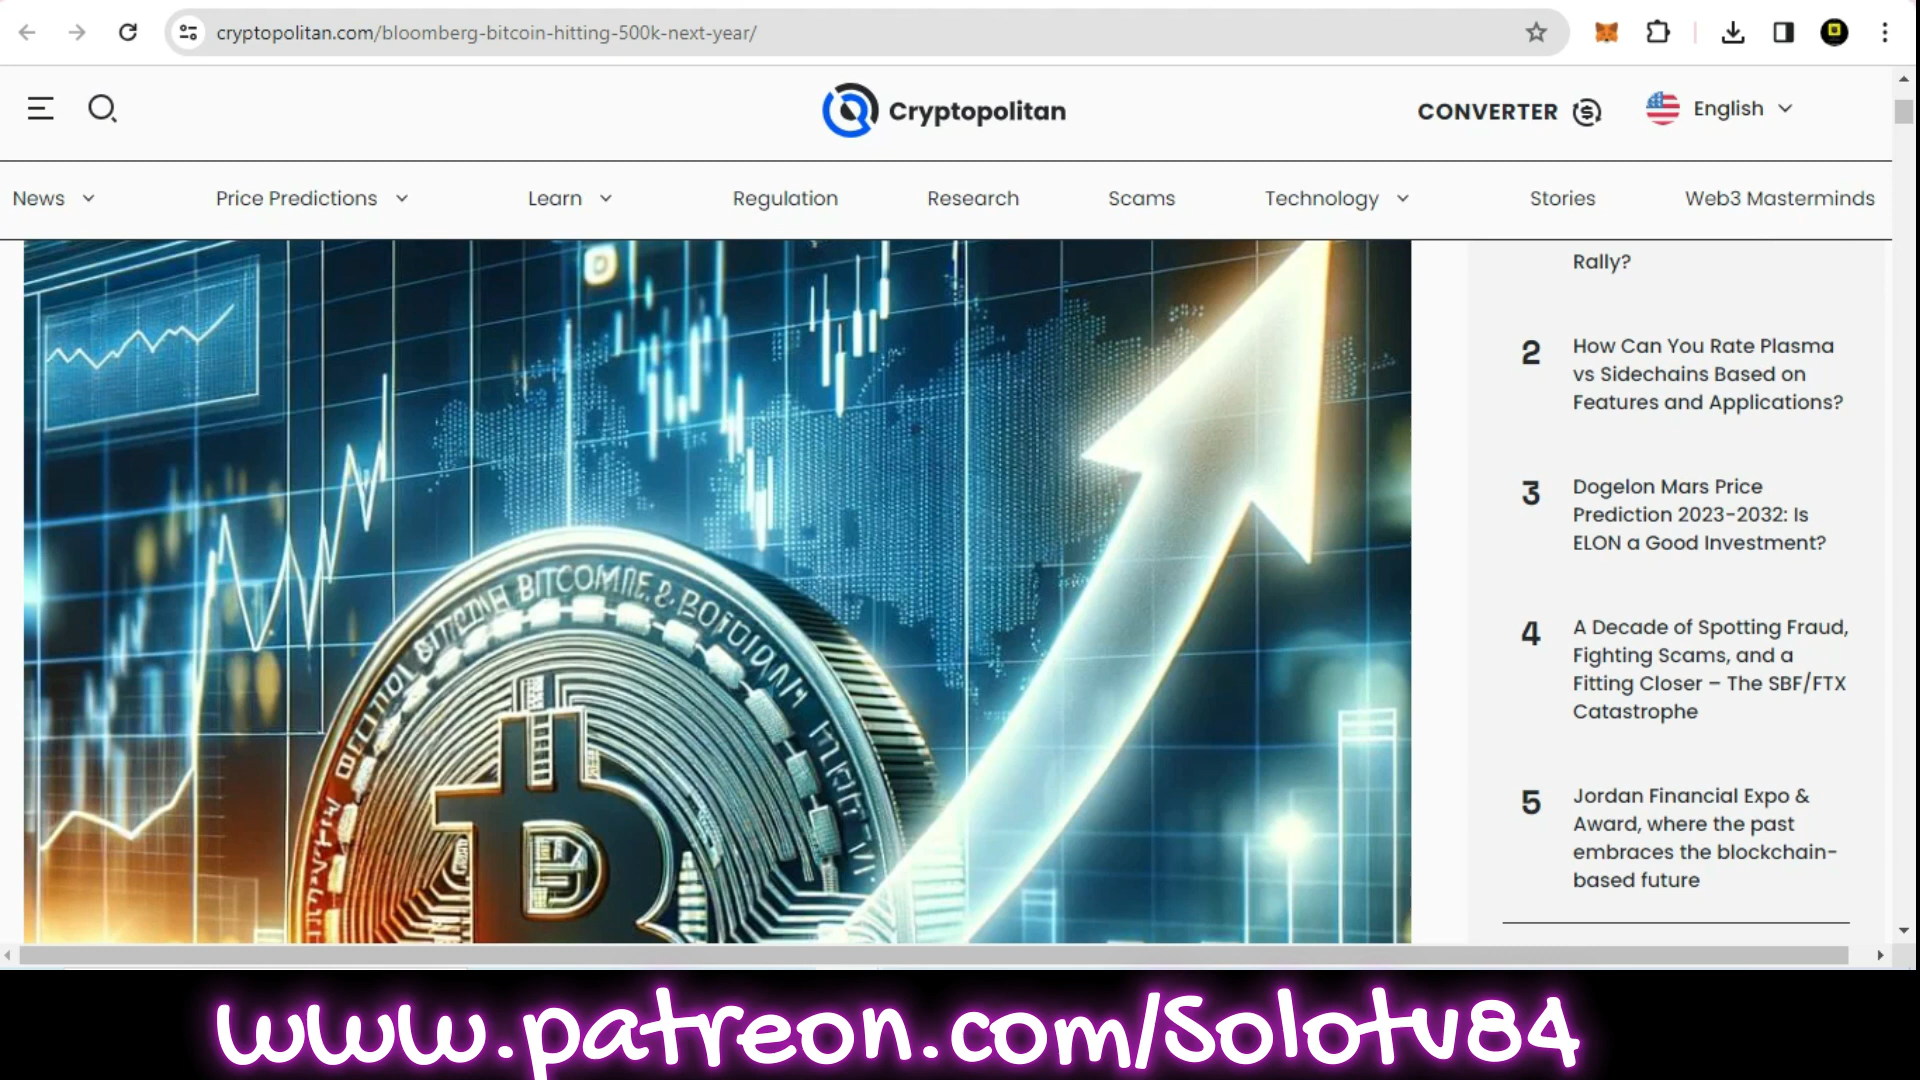 cryptopolitan.com/bloomberg-bitcoin-hitting-500k-next-year/
Cryptopolitan
CONVERTER
English
News
Price Predictions
Learn
Regulation
Research
Scams
Technology
Stories
Web3 Masterminds
Rally?
2
How Can You Rate Plasma
vs Sidechains Based on
Features and Applications?
3
Dogelon Mars Price
Prediction 2023-2032: Is
ELON a Good Investment?
4
A Decade of Spotting Fraud,
Fighting Scams, and a
Fitting Closer – The SBF/FTX
Catastrophe
5
Jordan Financial Expo &
Award, where the past
embraces the blockchain-
based future
www.patreon.com/Solotv84